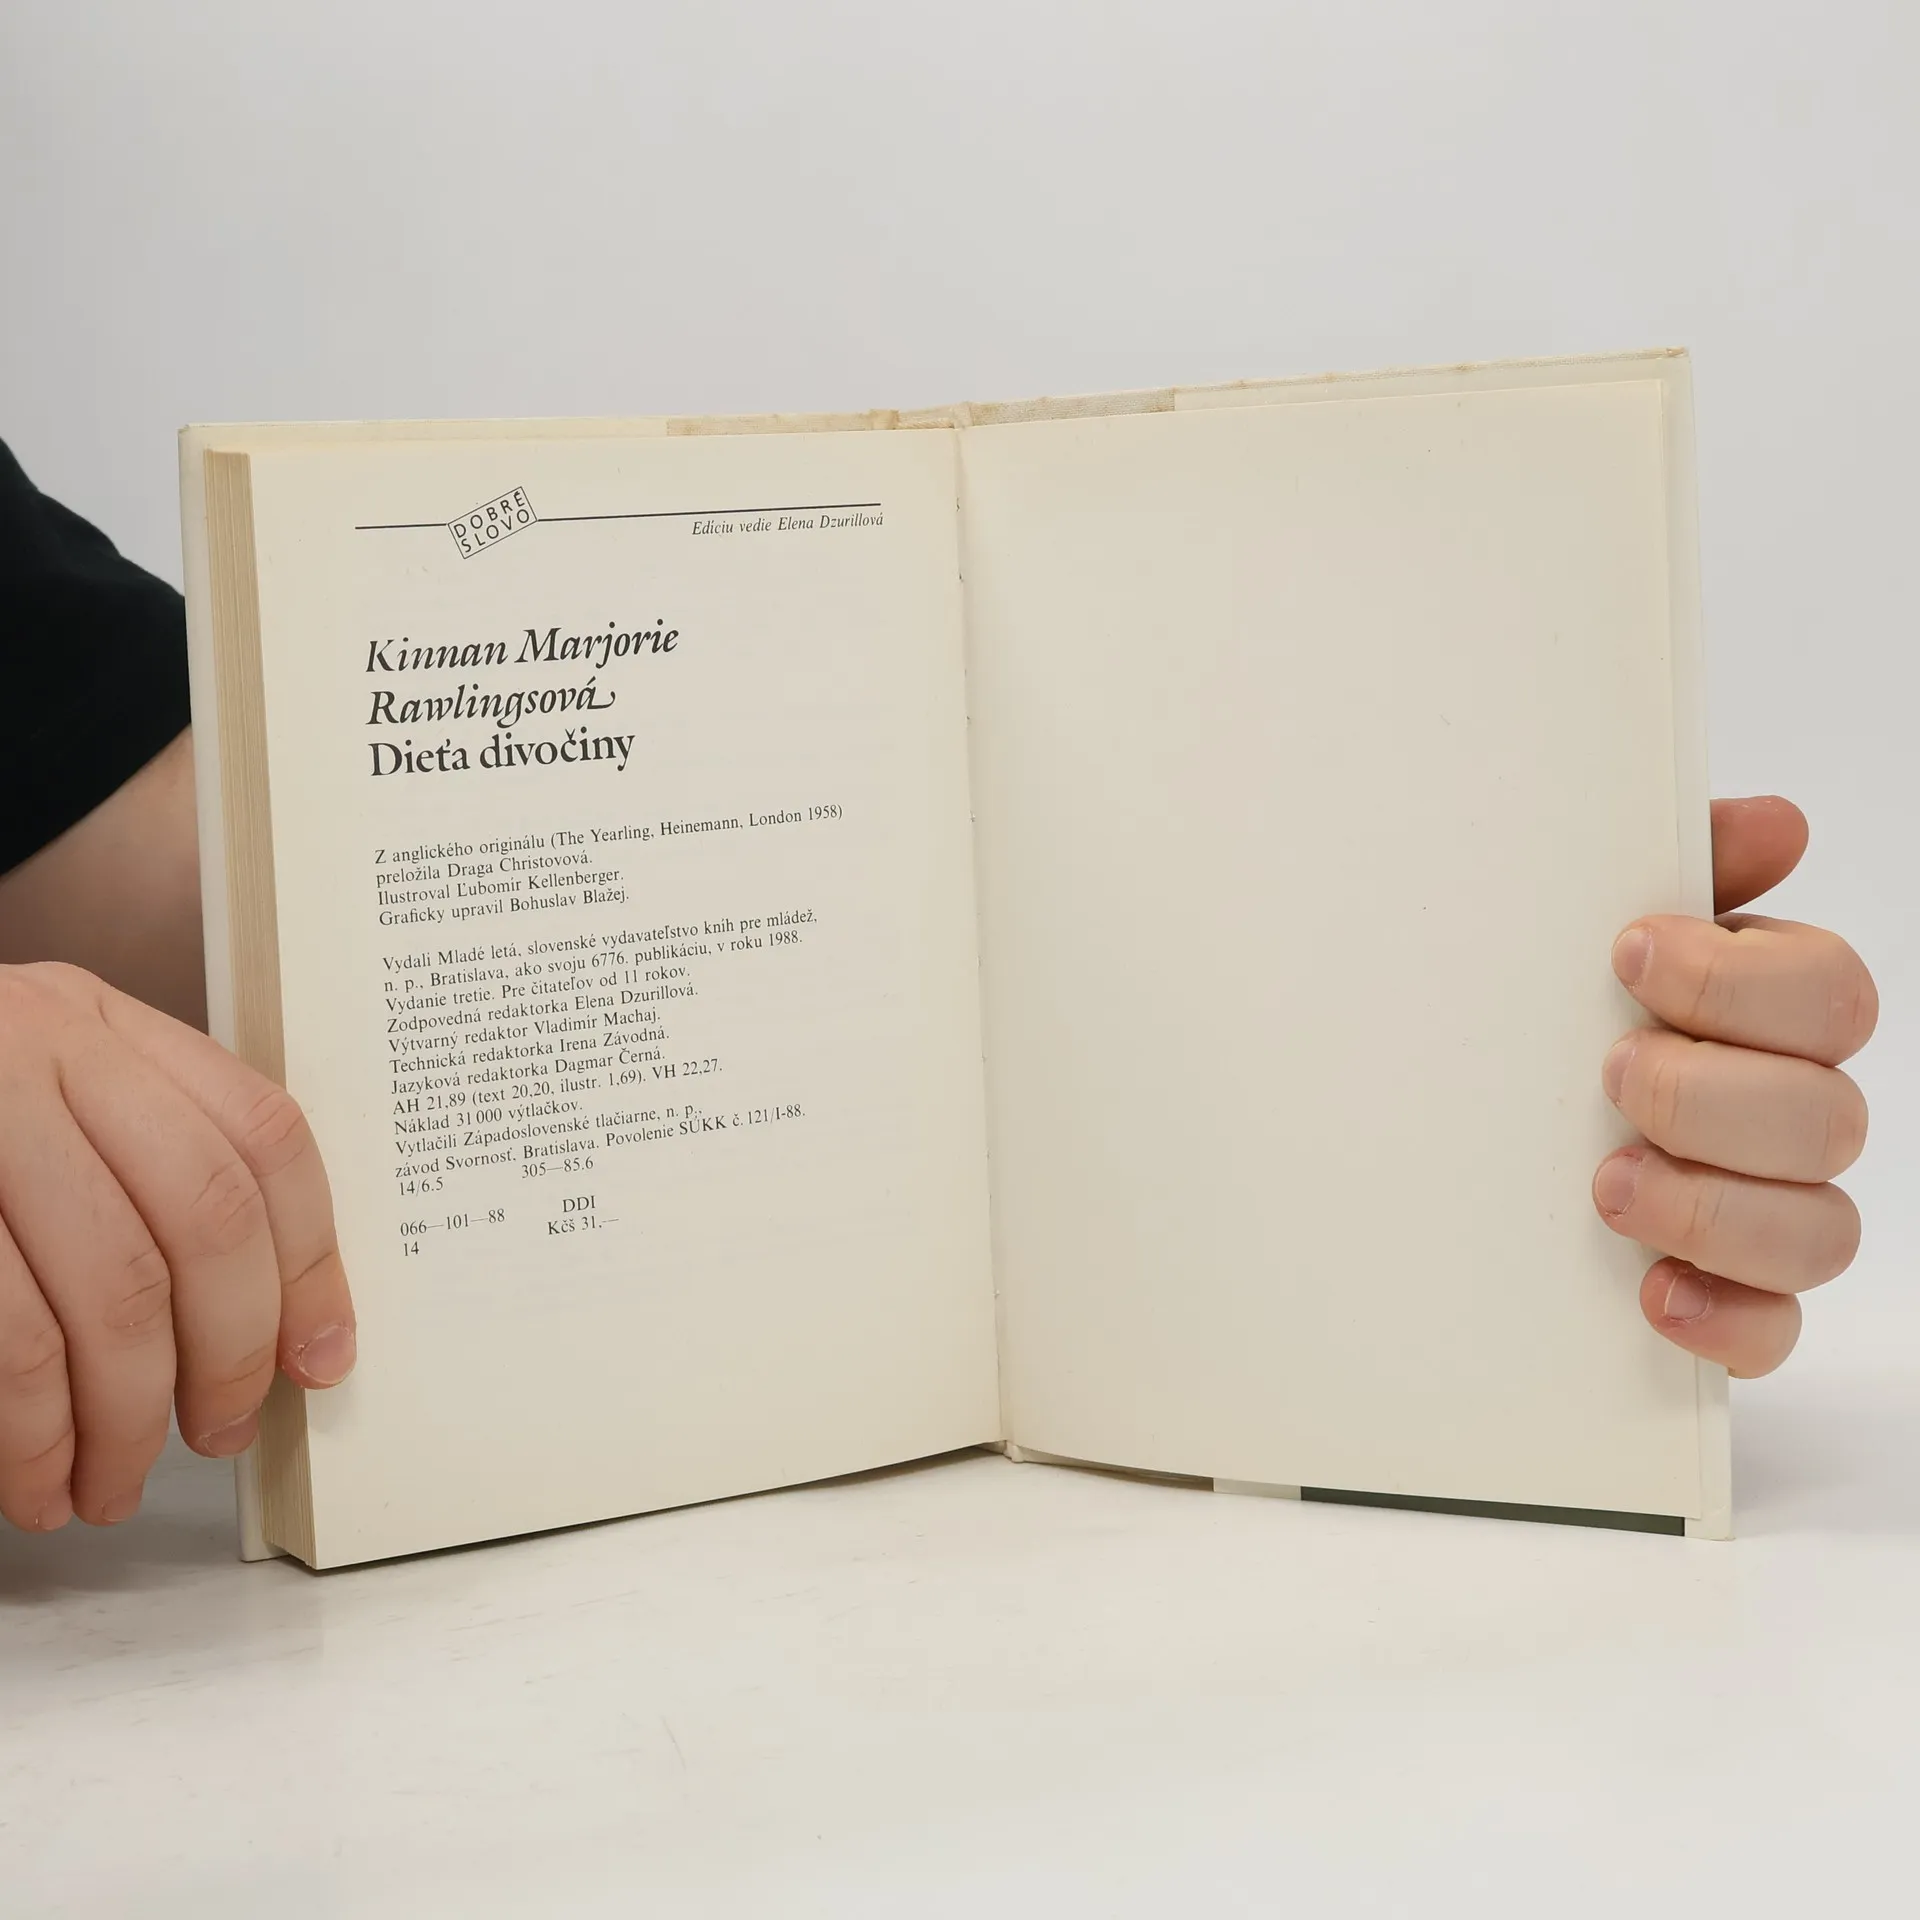 DOBRÉ
SLOVO
Edíciu vedie Elena Dzurillová
Kinnan Marjorie
Rawlingsová
Dieťa divočiny
Z anglického originálu (The Yearling, Heinemann, London 1958)
preložila Draga Christovová.
Ilustroval Ľubomír Kellenberger.
Graficky upravil Bohuslav Blažej.
Vydali Mladé letá, slovenské vydavateľstvo kníh pre mládež,
n. p., Bratislava, ako svoju 6776. publikáciu, v roku 1988.
Vydanie tretie. Pre čitateľov od 11 rokov.
Zodpovedná redaktorka Elena Dzurillová.
Výtvarný redaktor Vladimír Machaj.
Technická redaktorka Irena Závodná.
Jazyková redaktorka Dagmar Černá.
AH 21,89 (text 20,20, ilustr. 1,69). VH 22,27.
Náklad 31 000 výtlačkov.
Vytlačili Západoslovenské tlačiarne, n. p.,
závod Svornosť, Bratislava. Povolenie SÚKK č. 121/I-88.
14/6.5 305—85.6
066—101—88 DDI
14 Kčš 31,—